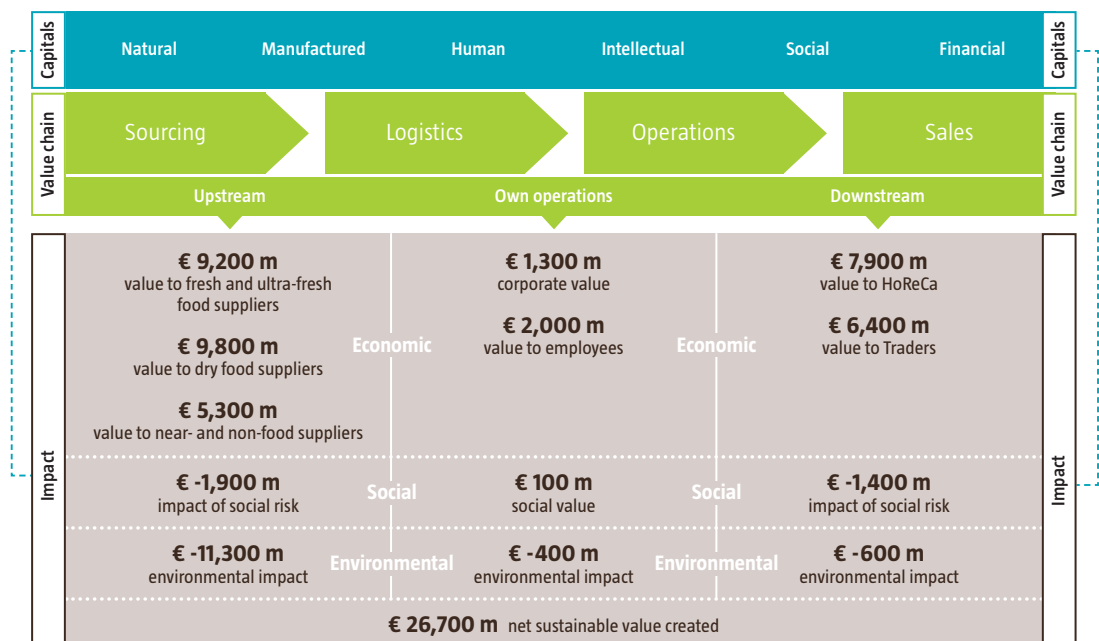 Capitals
Natural
Manufactured
Human
Intellectual
Social
Financial
Capitals
Value chain
Sourcing
Logistics
Operations
Sales
Value chain
Upstream
Own operations
Downstream
Impact
€ 9,200 m
value to fresh and ultra-fresh
food suppliers
€ 9,800 m
value to dry food suppliers
€ 5,300 m
value to near- and non-food suppliers
Economic
€ 1,300 m
corporate value
€ 2,000 m
value to employees
Economic
€ 7,900 m
value to HoReCa
€ 6,400 m
value to Traders
Impact
€ -1,900 m
impact of social risk
Social
€ 100 m
social value
Social
€ -1,400 m
impact of social risk
€ -11,300 m
environmental impact
Environmental
€ -400 m
environmental impact
Environmental
€ -600 m
environmental impact
€ 26,700 m net sustainable value created